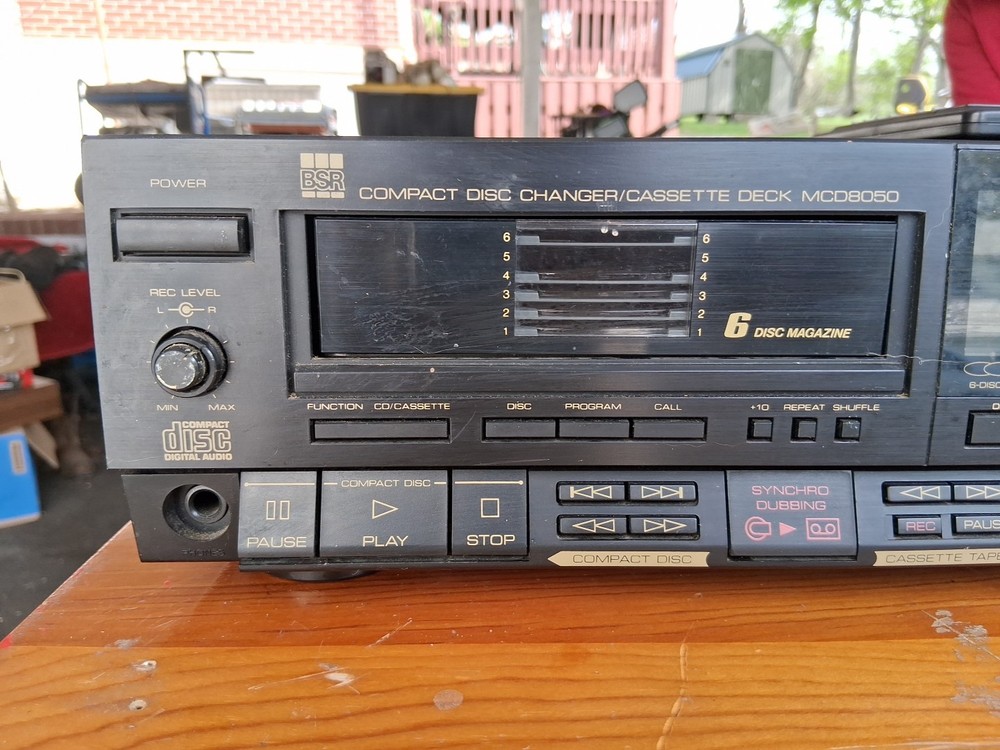 POWER
BSR
COMPACT DISC CHANGER/CASSETTE DECK MCD8050
6 6
5 5
4 4
3 3
2 2
1 1
6 DISC MAGAZINE
REC LEVEL
L R
MIN MAX
FUNCTION CD/CASSETTE
DISC PROGRAM CALL
+10 REPEAT SHUFFLE
6-DISC
COMPACT
disc
DIGITAL AUDIO
COMPACT DISC
PAUSE PLAY STOP
COMPACT DISC
SYNCHRO
DUBBING
REC PAUS
CASSETTE TAPE
PHONES